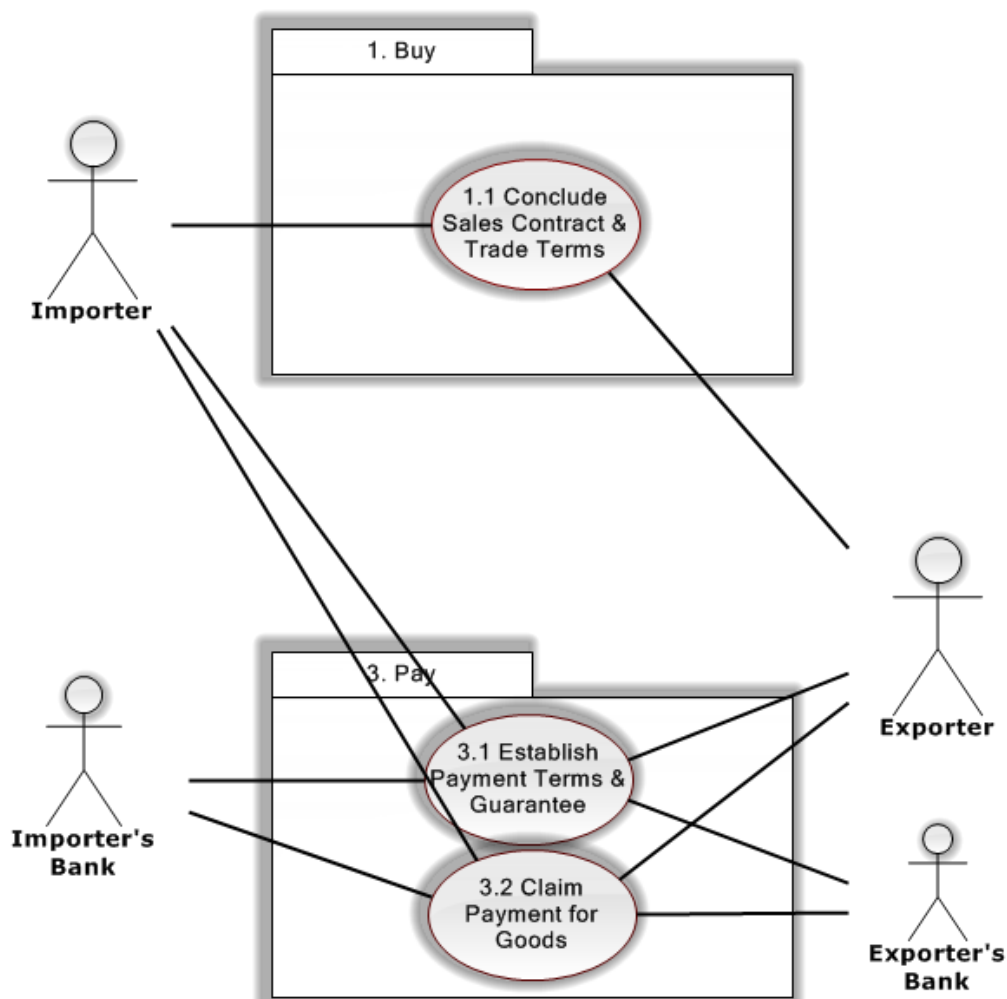 1. Buy
1.1 Conclude
Sales Contract &
Trade Terms
Importer
3. Pay
Exporter
3.1 Establish
Payment Terms &
Guarantee
Importer's
Bank
3.2 Claim
Payment for
Goods
Exporter's
Bank